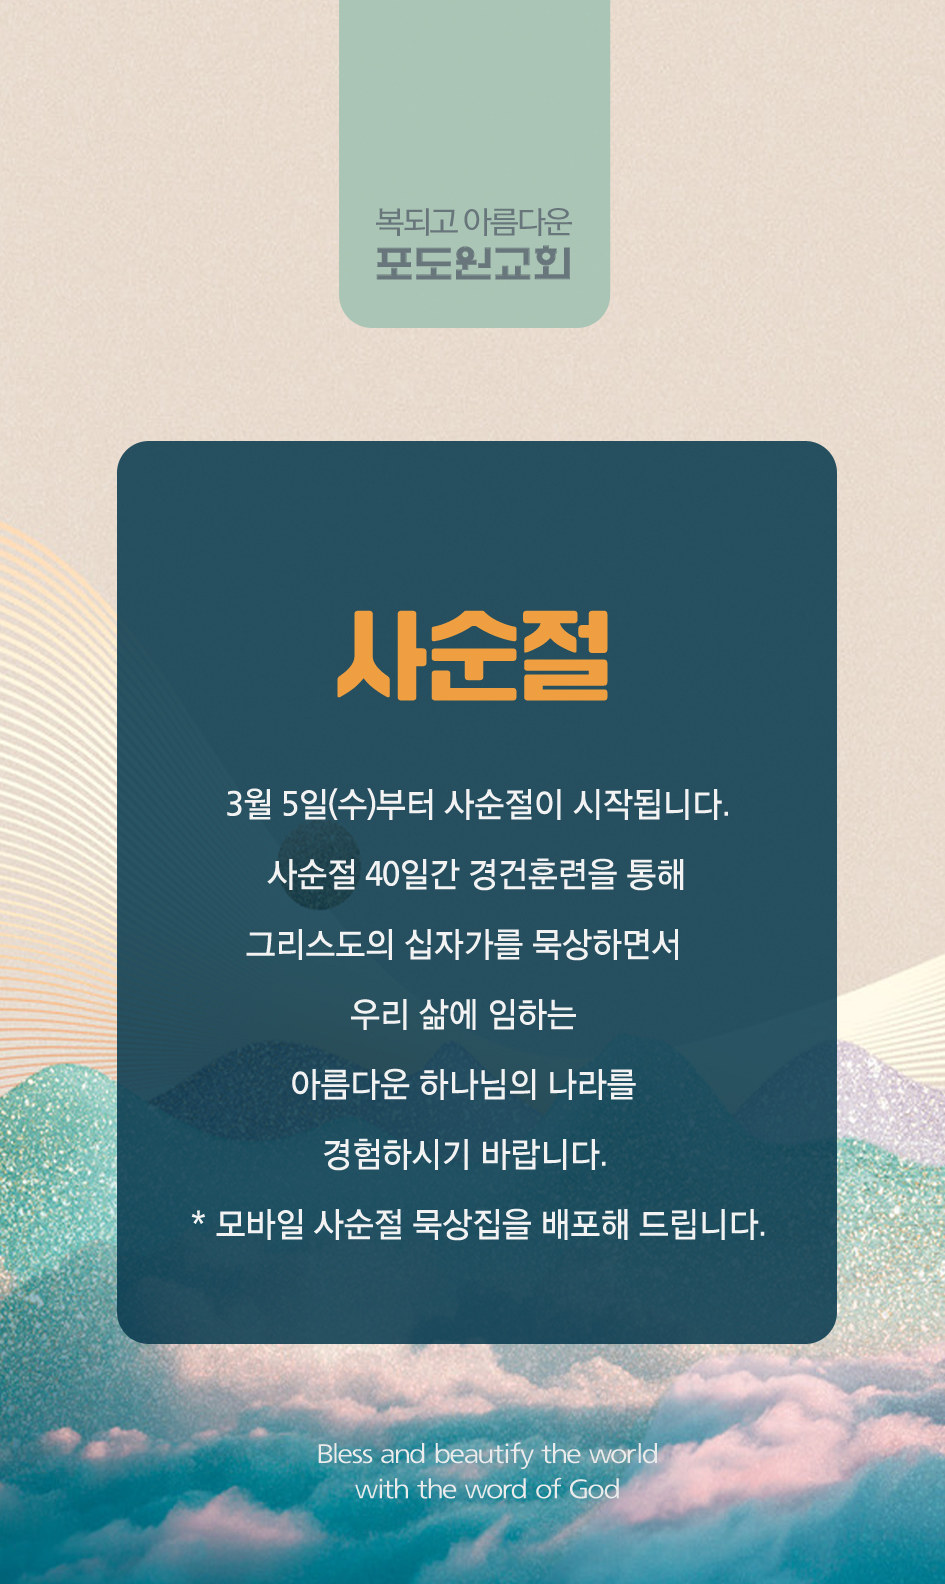 복되고 아름다운
포도원교회
사순절
3월 5일(수)부터 사순절이 시작됩니다.
사순절 40일간 경건훈련을 통해
그리스도의 십자가를 묵상하면서
우리 삶에 임하는
아름다운 하나님의 나라를
경험하시기 바랍니다.
* 모바일 사순절 묵상집을 배포해 드립니다.
Bless and beautify the world
with the word of God